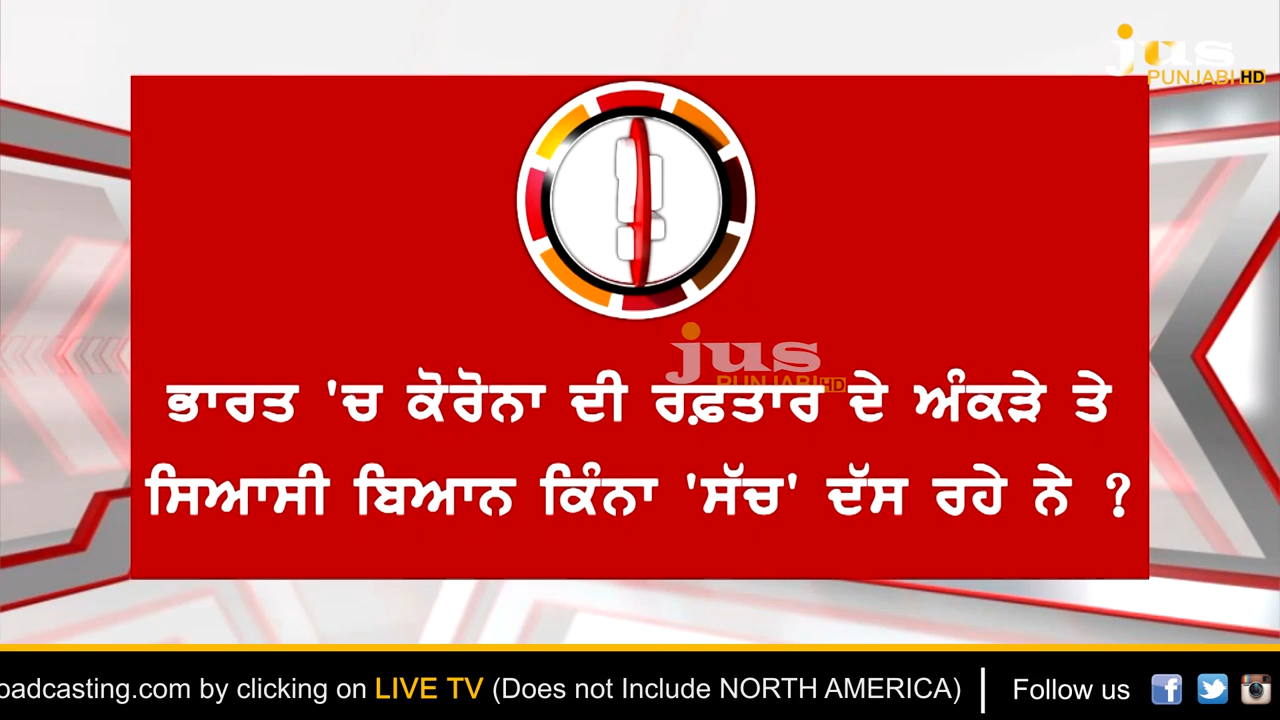 jus
PUNJABI HD
jus
PUNJABI HD
ਭਾਰਤ 'ਚ ਕੋਰੋਨਾ ਦੀ ਰਫ਼ਤਾਰ ਦੇ ਅੰਕੜੇ ਤੇ
ਸਿਆਸੀ ਬਿਆਨ ਕਿੰਨਾ 'ਸੱਚ' ਦੱਸ ਰਹੇ ਨੇ ?
oadcasting.com by clicking on LIVE TV (Does not Include NORTH AMERICA) | Follow us